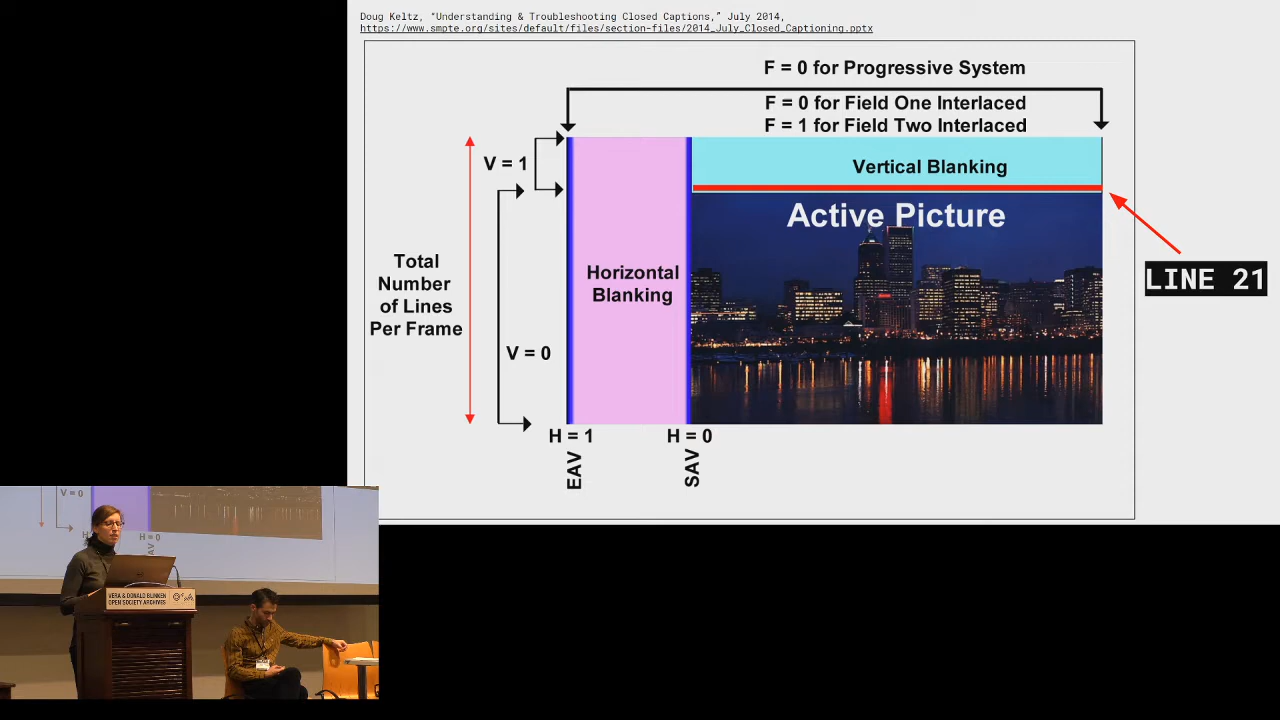 Doug Keltz, “Understanding & Troubleshooting Closed Captions,” July 2014,
https://www.smpte.org/sites/default/files/section-files/2014_July_Closed_Captioning.pptx
F = 0 for Progressive System
F = 0 for Field One Interlaced
F = 1 for Field Two Interlaced
V = 1
Vertical Blanking
Active Picture
LINE 21
Total
Number
of Lines
Per Frame
Horizontal
Blanking
V = 0
H = 1
H = 0
EAV
SAV
V = 0
H = 0
VERA & DONALD BLINKEN
OPEN SOCIETY ARCHIVES